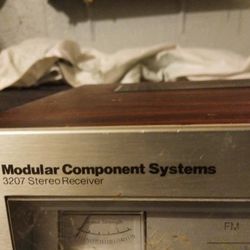 Modular Component Systems
3207 Stereo Receiver
FM